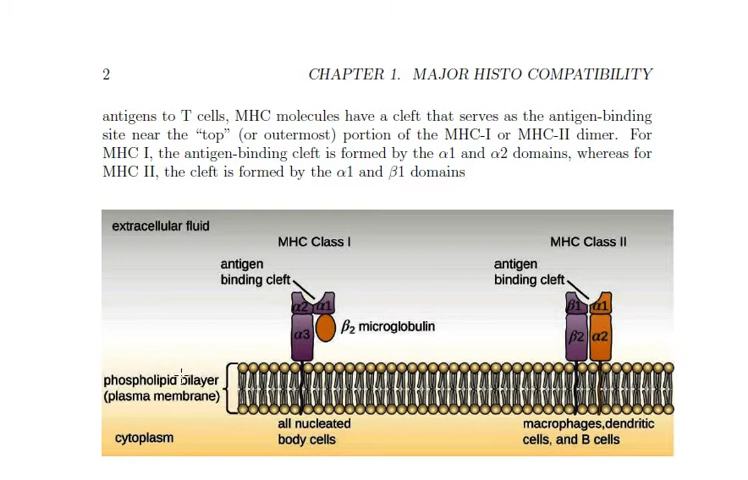 2
CHAPTER 1. MAJOR HISTO COMPATIBILITY
antigens to T cells, MHC molecules have a cleft that serves as the antigen-binding
site near the “top” (or outermost) portion of the MHC-I or MHC-II dimer. For
MHC I, the antigen-binding cleft is formed by the α1 and α2 domains, whereas for
MHC II, the cleft is formed by the α1 and β1 domains
extracellular fluid
MHC Class I
antigen
binding cleft
α2 α1
α3
β2 microglobulin
MHC Class II
antigen
binding cleft
β1 α1
β2 α2
phospholipid bilayer
(plasma membrane)
cytoplasm
all nucleated
body cells
macrophages,dendritic
cells, and B cells